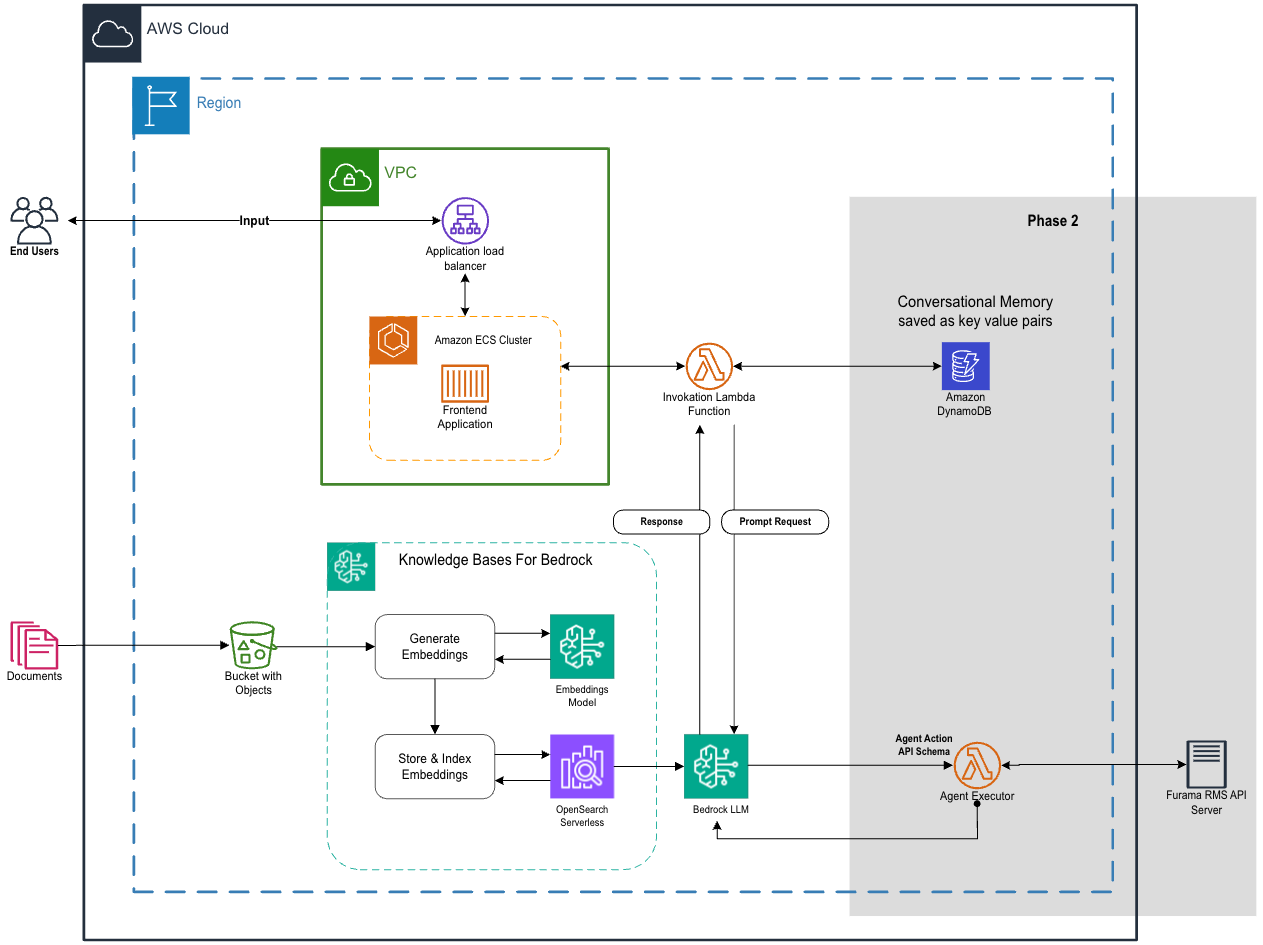 AWS Cloud
Region
VPC
End Users
Input
Application load
balancer
Amazon ECS Cluster
Frontend
Application
Invokation Lambda
Function
Phase 2
Conversational Memory
saved as key value pairs
Amazon
DynamoDB
Response
Prompt Request
Knowledge Bases For Bedrock
Documents
Bucket with
Objects
Generate
Embeddings
Embeddings
Model
Store & Index
Embeddings
OpenSearch
Serverless
Bedrock LLM
Agent Action
API Schema
Agent Executor
Furama RMS API
Server